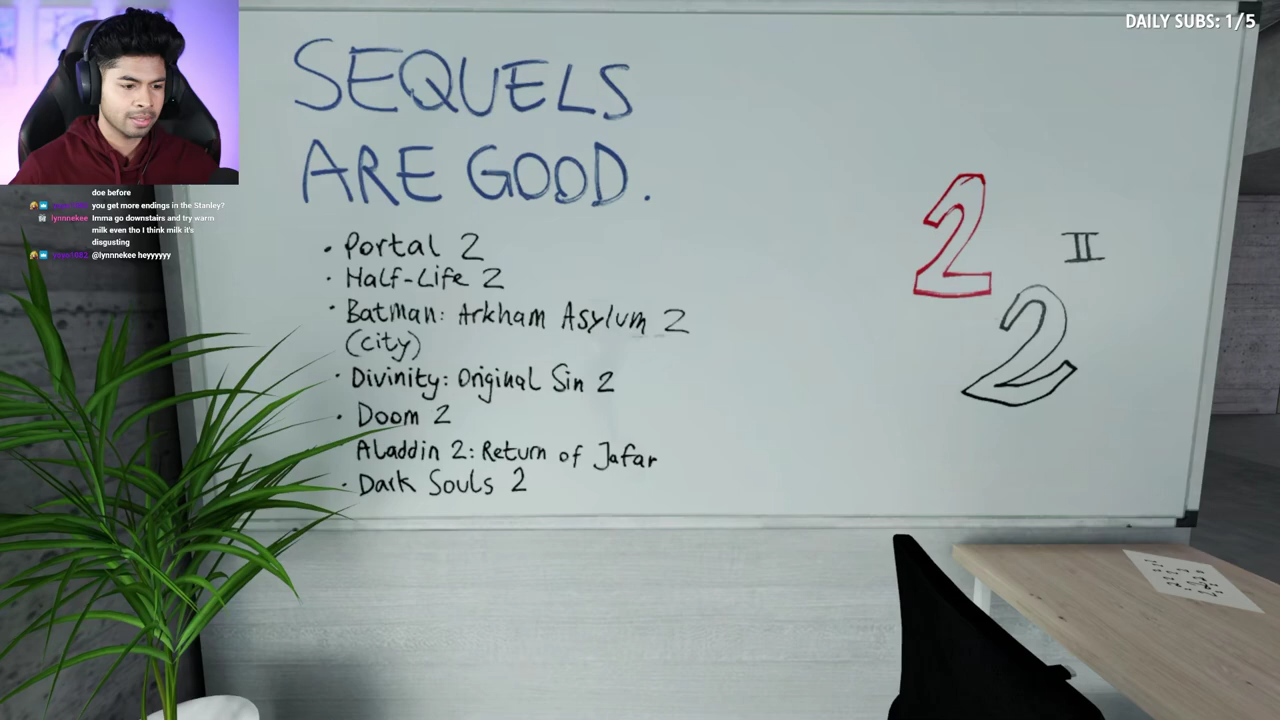 DAILY SUBS: 1/5
SEQUELS
ARE GOOD.
• Portal 2
• Half-Life 2
• Batman: Arkham Asylum 2
(city)
• Divinity: Original Sin 2
• Doom 2
Aladdin 2: Return of Jafar
• Dark Souls 2
2
II
2
doe before
you get more endings in the Stanley?
lynnnekee Imma go downstairs and try warm
milk even tho I think milk it's
disgusting
@lynnnekee heyyyyyy